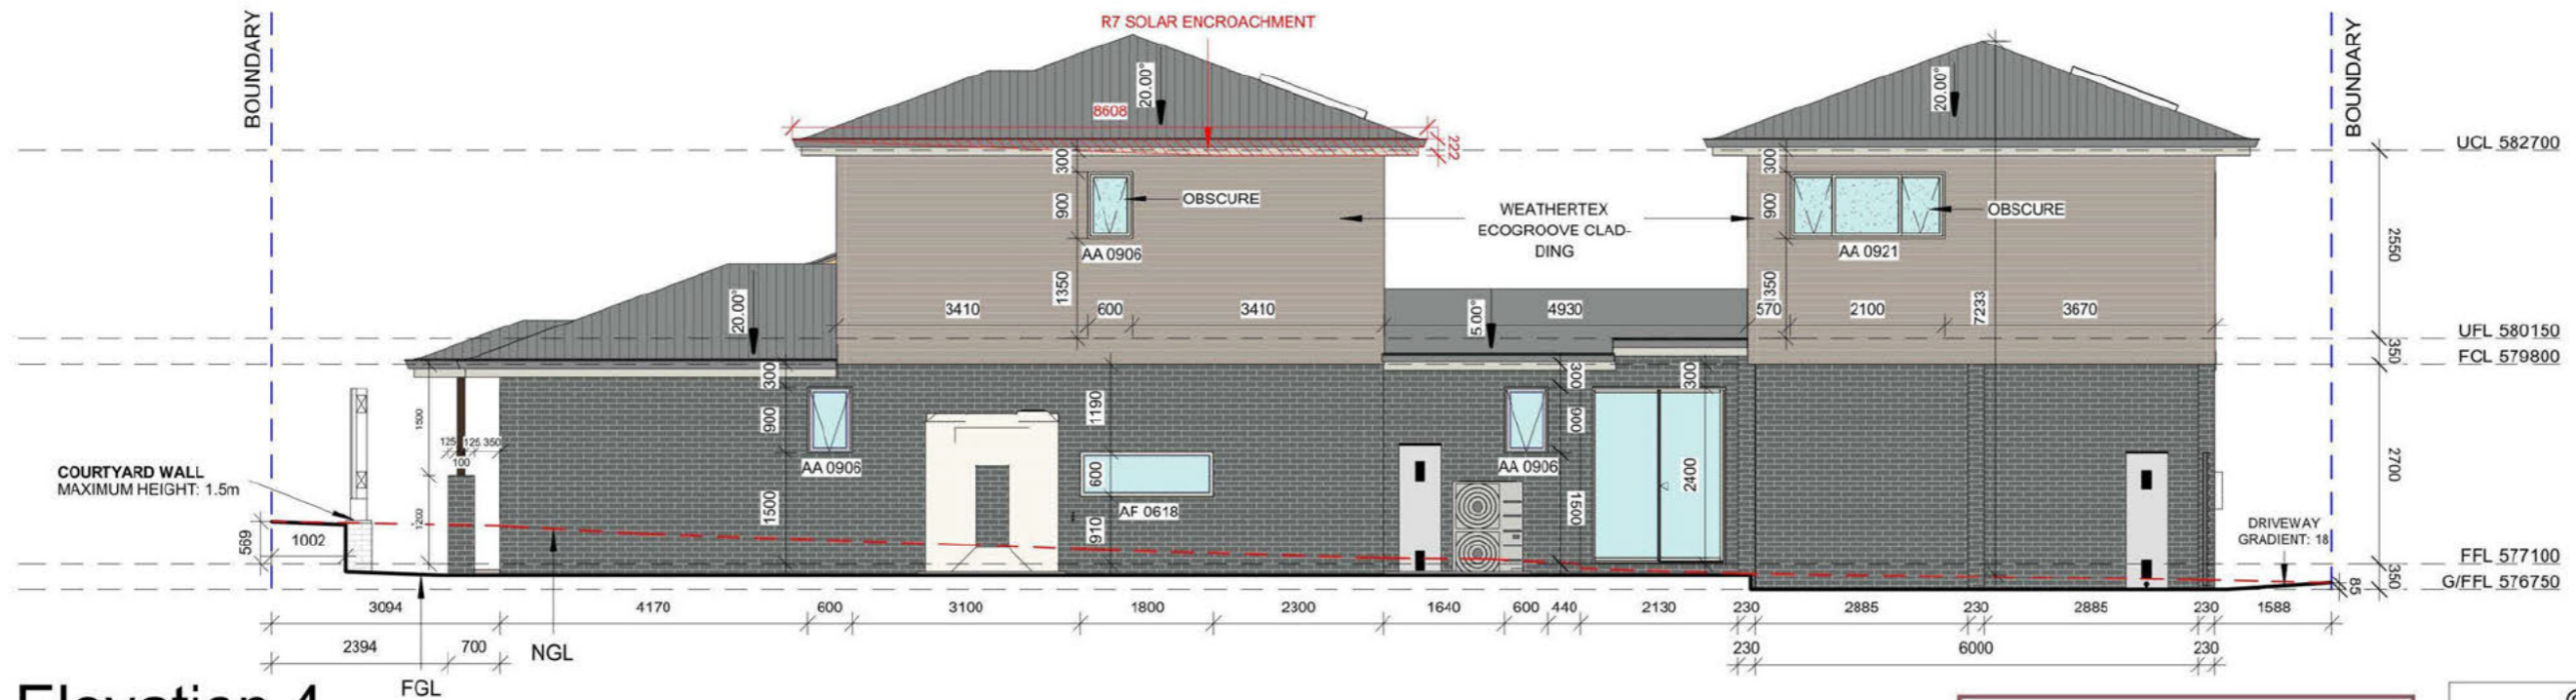 R7 SOLAR ENCROACHMENT
BOUNDARY
BOUNDARY
20.00°
20.00°
8608
222
UCL 582700
300
300
OBSCURE
OBSCURE
900
900
WEATHERTEX
ECOGROOVE CLAD-
DING
AA 0906
AA 0921
2550
1350
1350
20.00°
3410
600
3410
5.00°
4930
570
2100
7233
3670
UFL 580150
350
FCL 579800
300
300
300
1500
900
1190
900
125 125 350
100
COURTYARD WALL
MAXIMUM HEIGHT: 1.5m
AA 0906
600
AA 0906
2400
2700
1200
1500
AF 0618
1500
569
1002
910
DRIVEWAY
GRADIENT: 18
FFL 577100
350
G/FFL 576750
85
3094
4170
600
3100
1800
2300
1640
600
440
2130
230
2885
230
2885
230
1588
2394
700
NGL
230
6000
230
FGL
Elevation 4